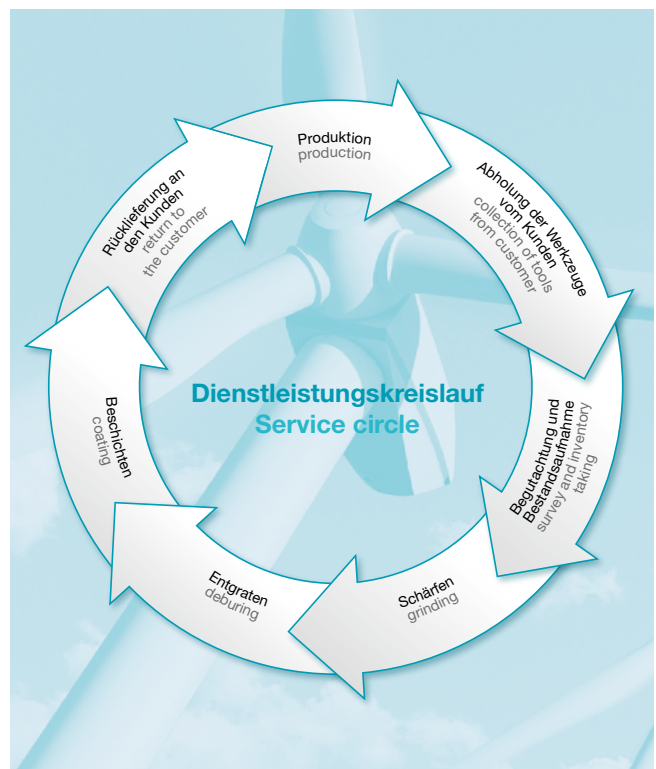 Produktion
production
Abholung der Werkzeuge
vom Kunden
collection of tools
from customer
Begutachtung und
Bestandsaufnahme
survey and inventory
taking
Schärfen
grinding
Entgraten
deburing
Beschichten
coating
Rücklieferung an
den Kunden
return to
the customer
Dienstleistungskreislauf
Service circle